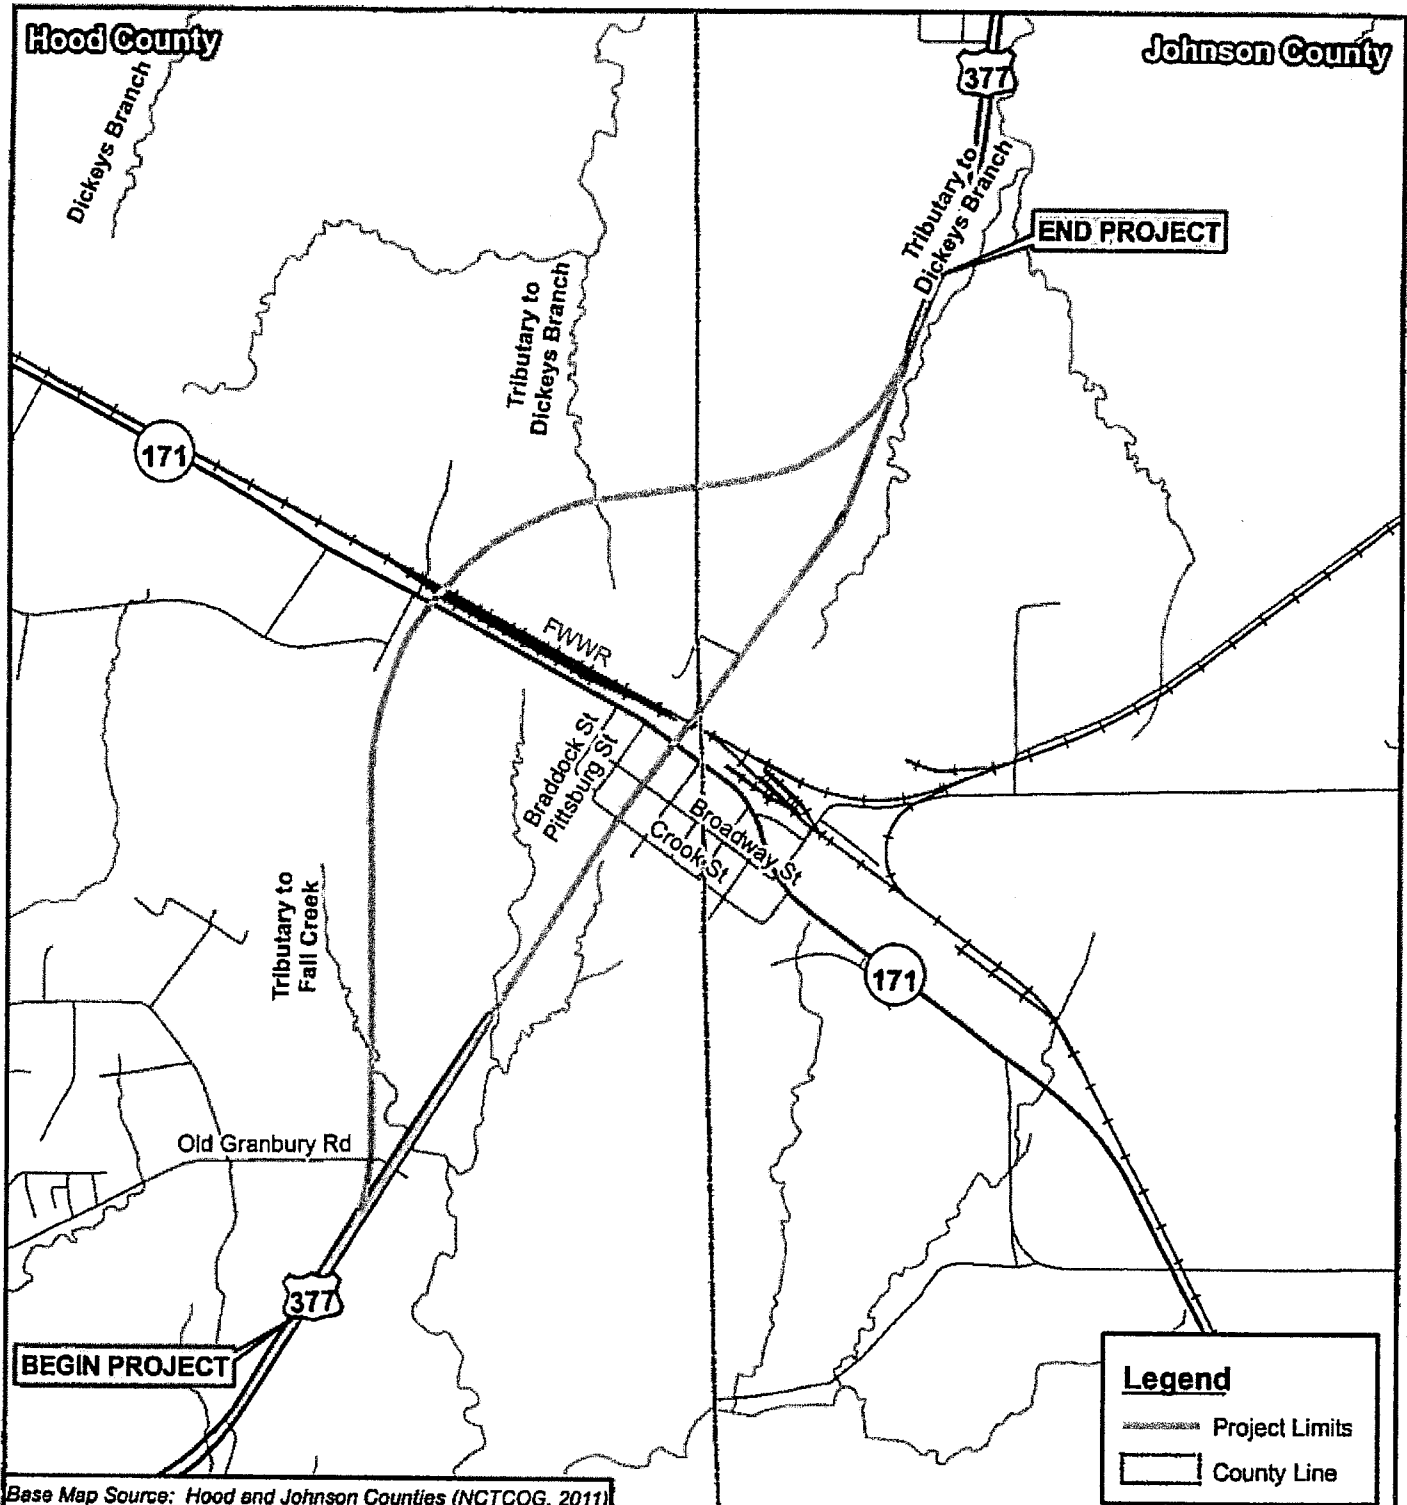 Hood County
Johnson County
377
Dickeys Branch
Tributary to
Dickeys Branch
END PROJECT
Tributary to
Dickeys Branch
171
FWWR
Braddock St
Pittsburg St
Broadway St
Crook St
Tributary to
Fall Creek
171
Old Granbury Rd
377
BEGIN PROJECT
Legend
Project Limits
County Line
Base Map Source: Hood and Johnson Counties (NCTCOG, 2011)